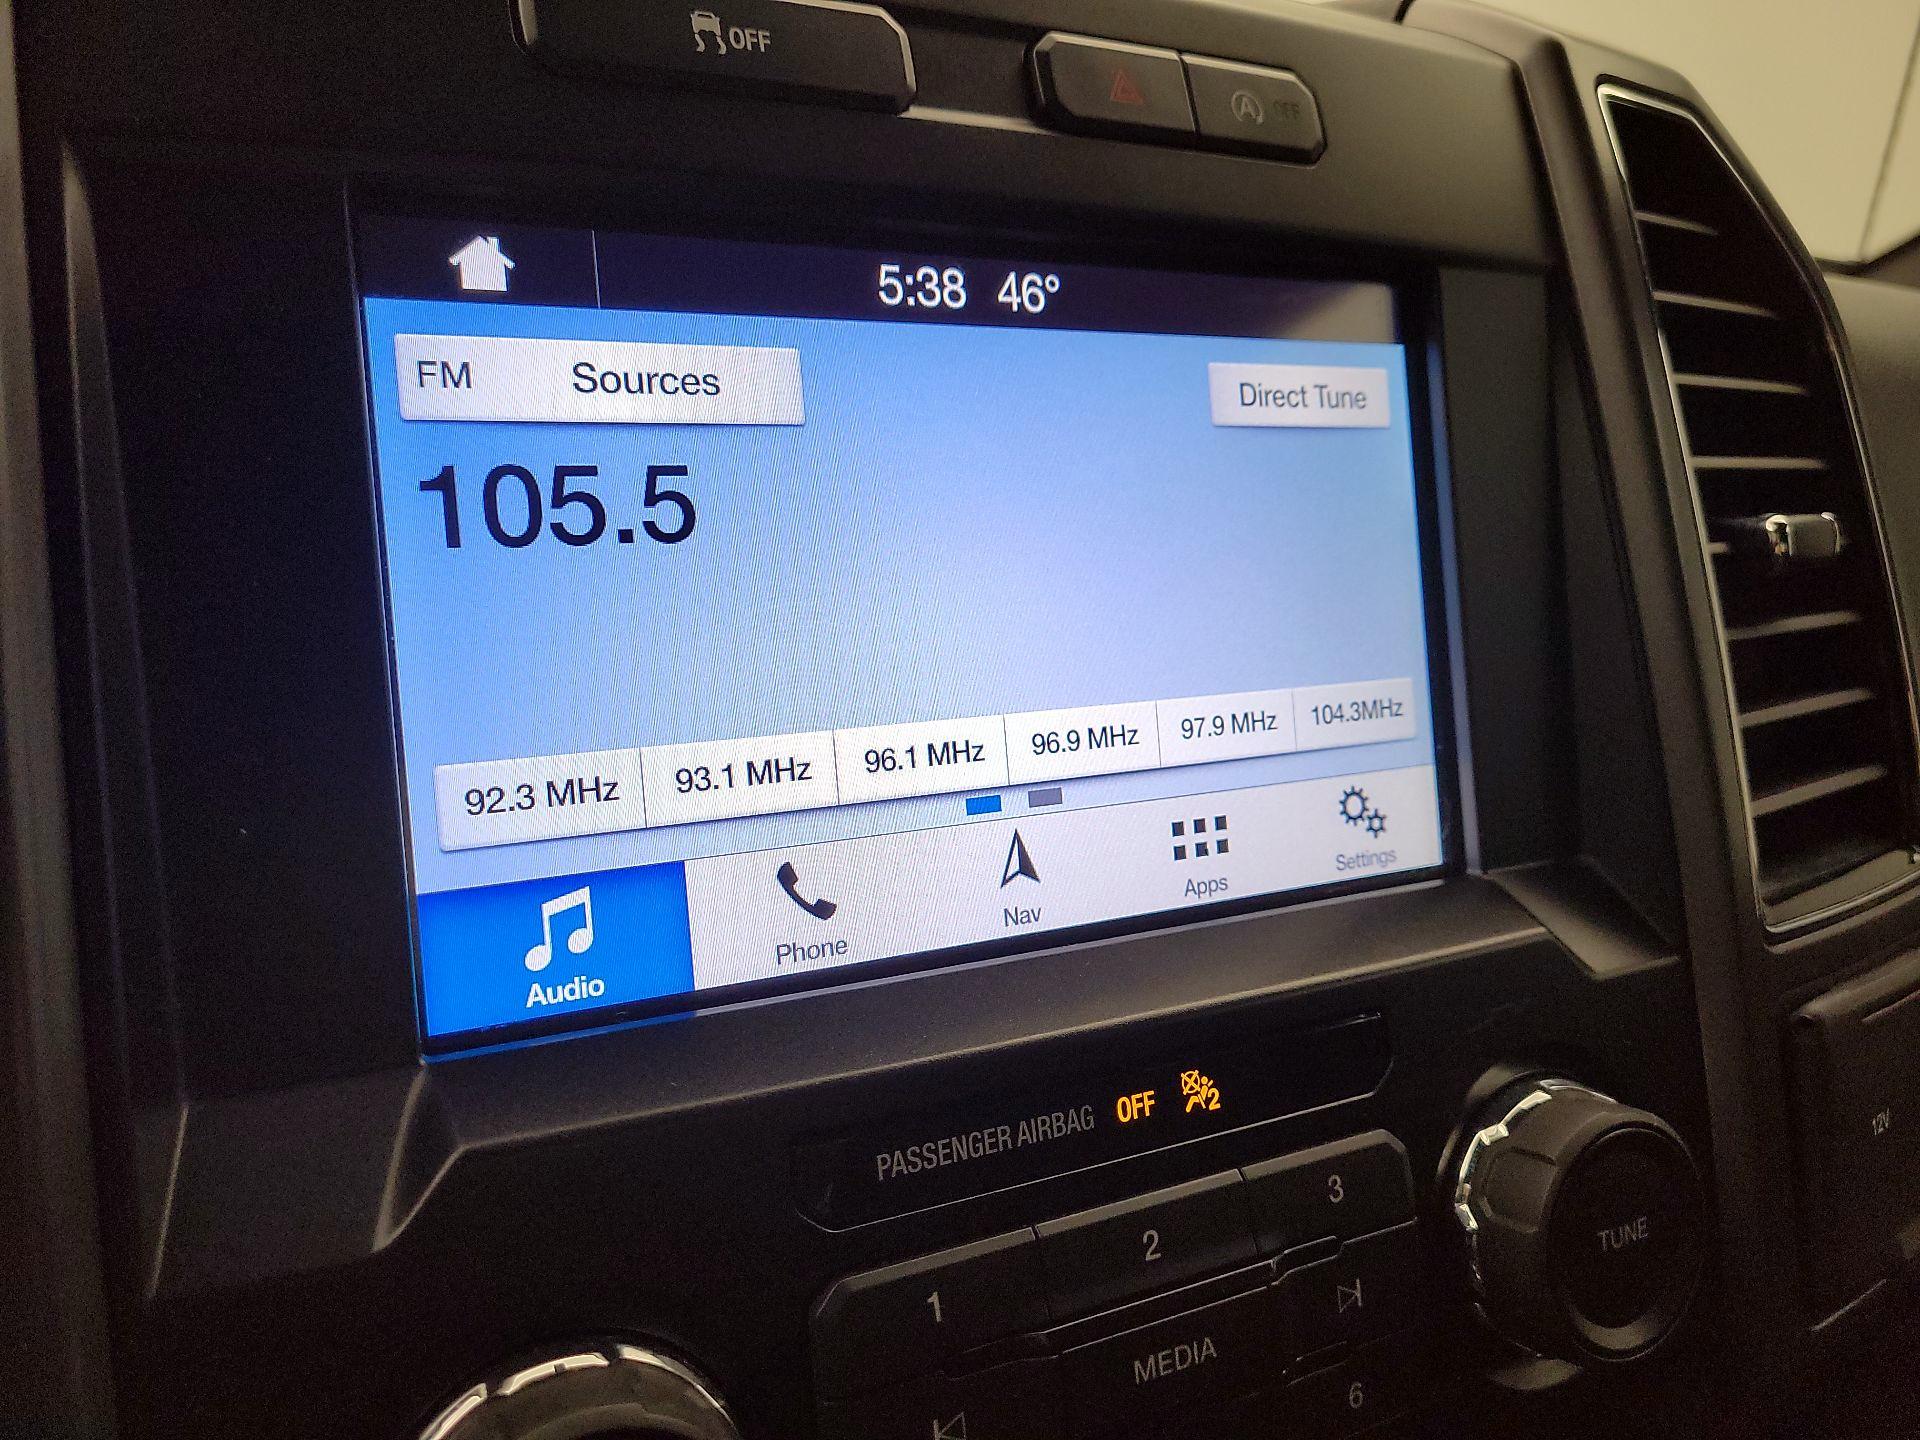 OFF
A OFF
5:38 46°
FM Sources
Direct Tune
105.5
92.3 MHz 93.1 MHz 96.1 MHz 96.9 MHz 97.9 MHz 104.3MHz
Audio Phone Nav Apps Settings
PASSENGER AIRBAG OFF 2
1 2 3
TUNE
12V
MEDIA
6